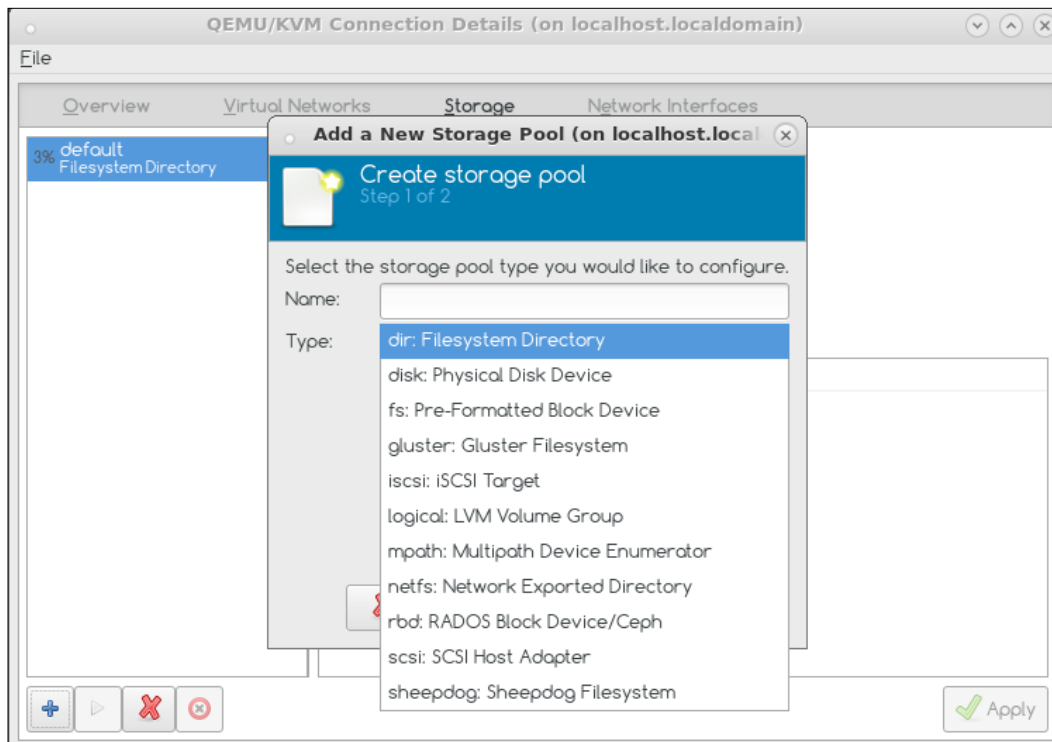 QEMU/KVM Connection Details (on localhost.localdomain)
File
Overview Virtual Networks Storage Network Interfaces
Add a New Storage Pool (on localhost.local
3% default
Filesystem Directory
Create storage pool
Step 1 of 2
Select the storage pool type you would like to configure.
Name:
Type:
dir: Filesystem Directory
disk: Physical Disk Device
fs: Pre-Formatted Block Device
gluster: Gluster Filesystem
iscsi: iSCSI Target
logical: LVM Volume Group
mpath: Multipath Device Enumerator
netfs: Network Exported Directory
rbd: RADOS Block Device/Ceph
scsi: SCSI Host Adapter
sheepdog: Sheepdog Filesystem
Apply